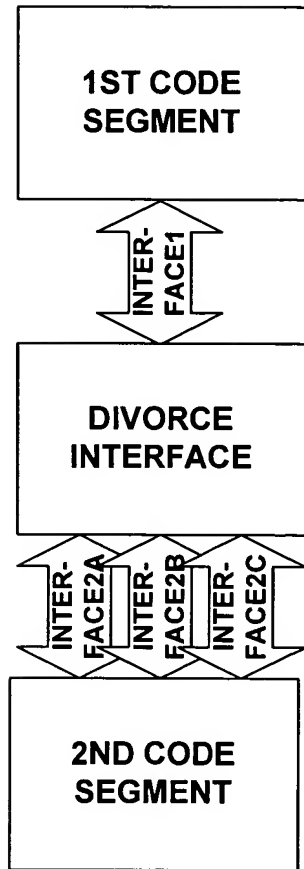 1ST CODE
SEGMENT
INTER-
FACE1
DIVORCE
INTERFACE
INTER-
FACE2A
INTER-
FACE2B
INTER-
FACE2C
2ND CODE
SEGMENT